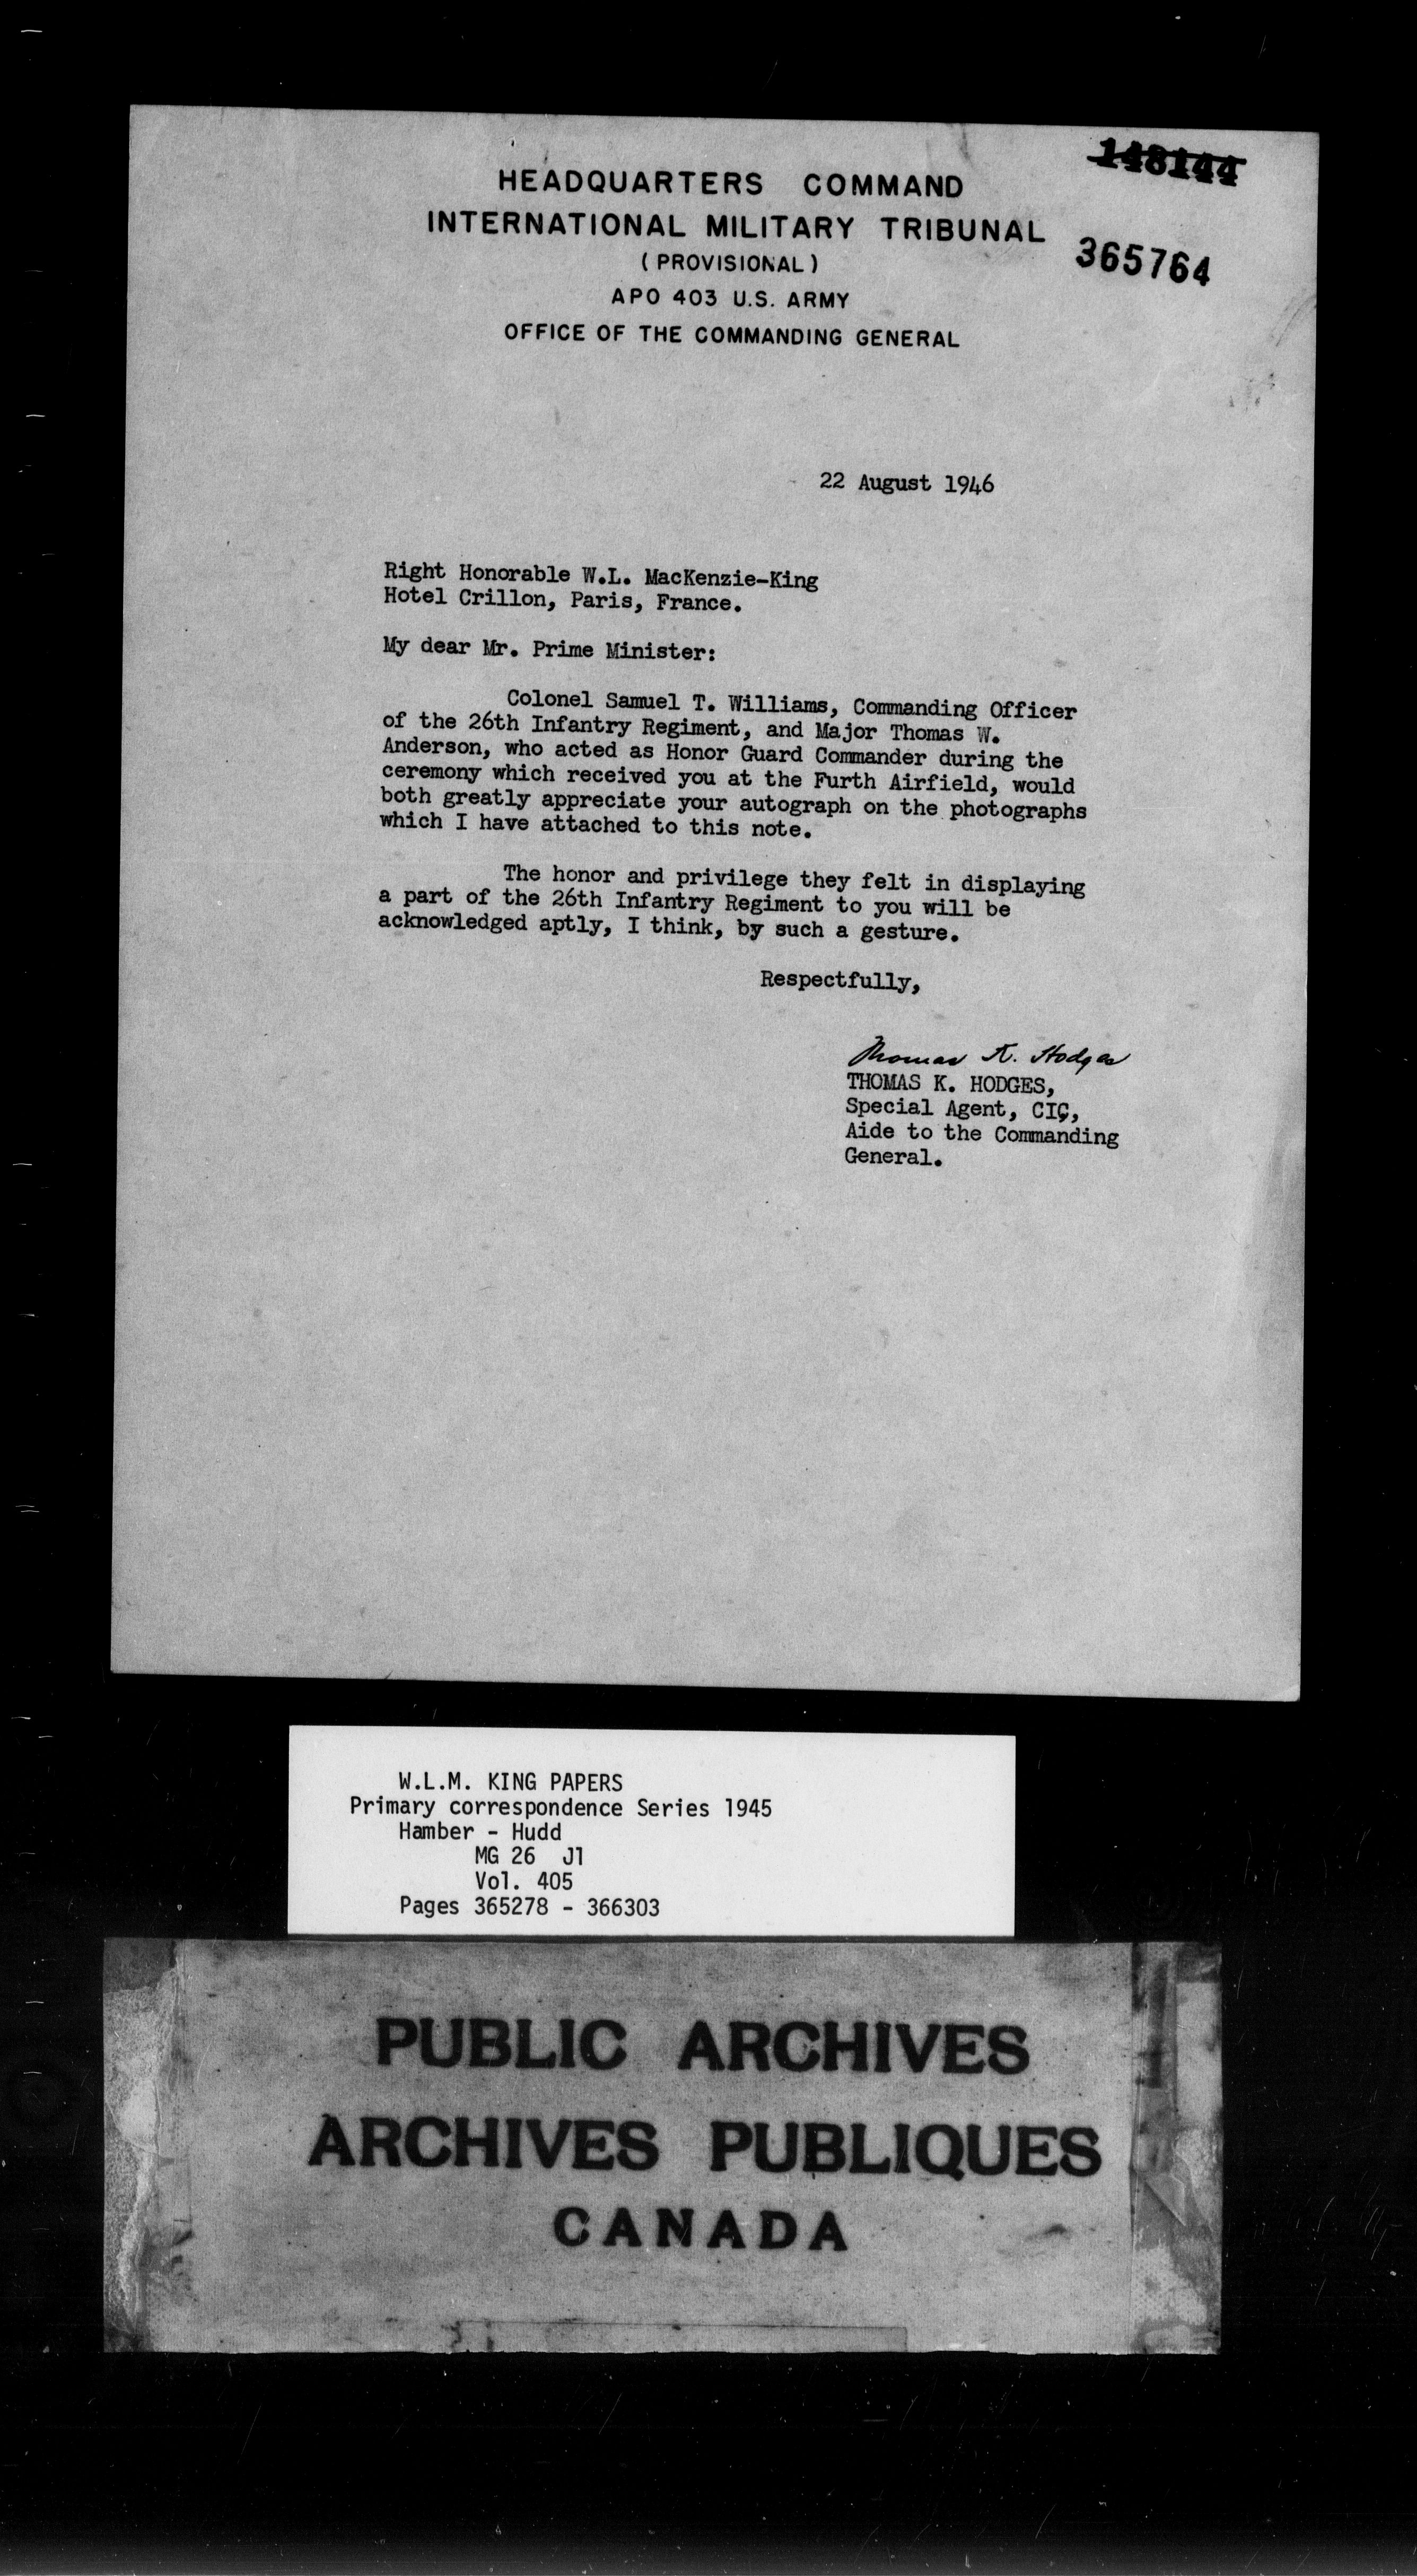 148144
HEADQUARTERS COMMAND
INTERNATIONAL MILITARY TRIBUNAL
365764
( PROVISIONAL )
APO 403 U.S. ARMY
OFFICE OF THE COMMANDING GENERAL
22 August 1946
Right Honorable W.L. MacKenzie-King
Hotel Crillon, Paris, France.
My dear Mr. Prime Minister:
Colonel Samuel T. Williams, Commanding Officer
of the 26th Infantry Regiment, and Major Thomas W.
Anderson, who acted as Honor Guard Commander during the
ceremony which received you at the Furth Airfield, would
both greatly appreciate your autograph on the photographs
which I have attached to this note.
The honor and privilege they felt in displaying
a part of the 26th Infantry Regiment to you will be
acknowledged aptly, I think, by such a gesture.
Respectfully,
Thomas K. Hodges
THOMAS K. HODGES,
Special Agent, CIC,
Aide to the Commanding
General.
W.L.M. KING PAPERS
Primary correspondence Series 1945
Hamber - Hudd
MG 26 J1
Vol. 405
Pages 365278 - 366303
PUBLIC ARCHIVES
ARCHIVES PUBLIQUES
CANADA